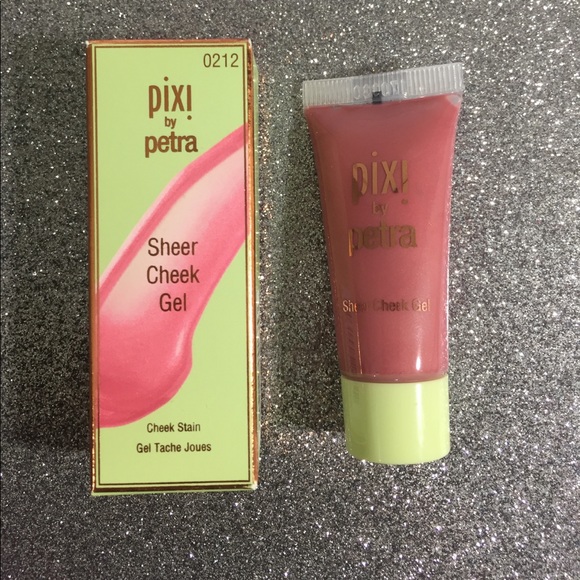 0212
pixi
by
petra
Sheer
Cheek
Gel
Cheek Stain
Gel Tache Joues
pixi
by
petra
Sheer Cheek Gel